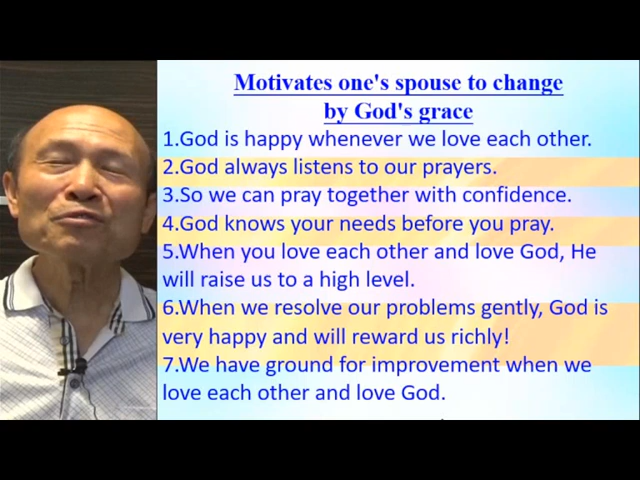 Motivates one's spouse to change
by God's grace
1.God is happy whenever we love each other.
2.God always listens to our prayers.
3.So we can pray together with confidence.
4.God knows your needs before you pray.
5.When you love each other and love God, He
will raise us to a high level.
6.When we resolve our problems gently, God is
very happy and will reward us richly!
7.We have ground for improvement when we
love each other and love God.